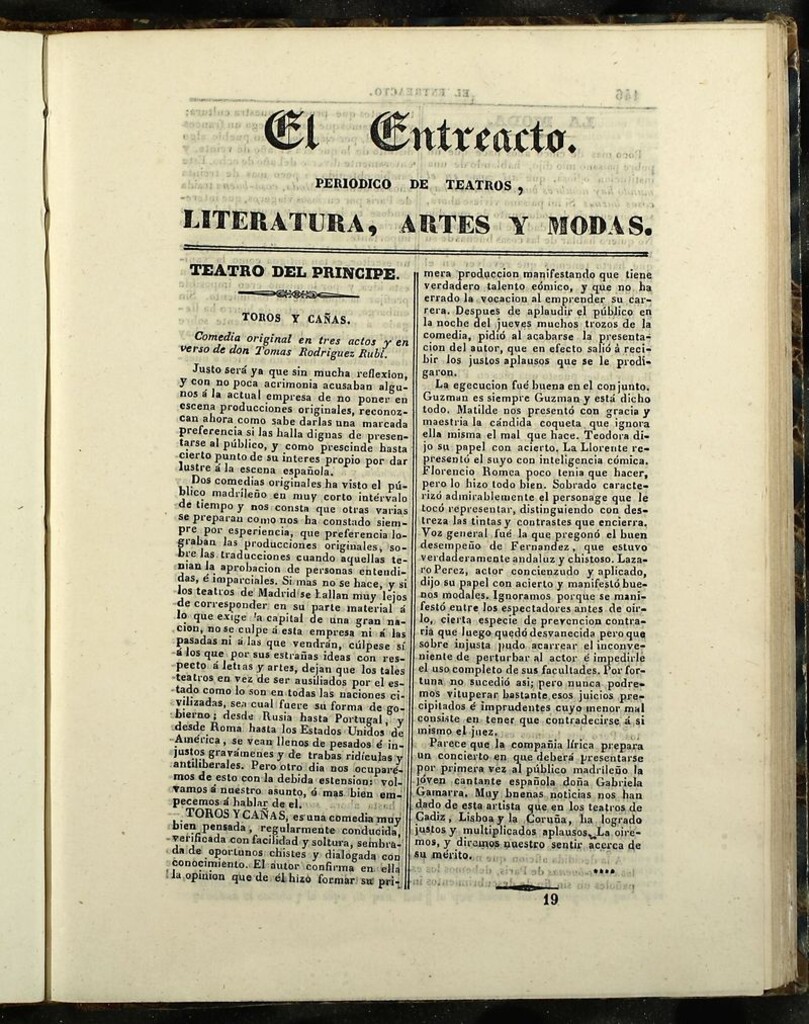 El Entreacto.
PERIODICO DE TEATROS,
LITERATURA, ARTES Y MODAS.
TEATRO DEL PRINCIPE.
TOROS Y CAÑAS.
Comedia original en tres actos y en
verso de don Tomas Rodriguez Rubí.
Justo será ya que sin mucha reflexion,
y con no poca acrimonia acusaban algu-
nos á la actual empresa de no poner en
escena producciones originales, reconoz-
can ahora como sabe darlas una marcada
preferencia si las halla dignas de presen-
tarse al público, y como prescinde hasta
cierto punto de su interes propio por dar
lustre á la escena española.
Dos comedias originales ha visto el pú-
blico madrileño en muy corto intérvalo
de tiempo y nos consta que otras varias
se preparan como nos ha constado siem-
pre por esperiencia, que preferencia lo-
graban las producciones originales, so-
bre las traducciones cuando aquellas te-
nian la aprobacion de personas entendi-
das, é imparciales. Si mas no se hace, y si
los teatros de Madrid se hallan muy lejos
de corresponder en su parte material á
lo que exige 'a capital de una gran na-
cion, no se culpe á esta empresa ni á las
pasadas ni á las que vendrán, cúlpese sí
á los que por sus estrañas ideas con res-
pecto á letras y artes, dejan que los tales
teatros en vez de ser ausiliados por el es-
tado como lo son en todas las naciones ci-
vilizadas, sea cual fuere su forma de go-
bierno; desde Rusia hasta Portugal, y
desde Roma hasta los Estados Unidos de
América, se vean llenos de pesados é in-
justos gravámenes y de trabas ridículas y
antiliberales. Pero otro dia nos ocuparé-
mos de esto con la debida estension: vol-
vamos á nuestro asunto, ó mas bien em-
pecemos á hablar de el.
TOROS Y CAÑAS, es una comedia muy
bien pensada, regularmente conducida,
verificada con facilidad y soltura, sembra-
da de oportunos chistes y dialogada con
conocimiento. El autor confirma en ella
la opinion que de él hizo formar su pri-
mera produccion manifestando que tiene
verdadero talento cómico, y que no ha
errado la vocacion al emprender su car-
rera. Despues de aplaudir el público en
la noche del jueves muchos trozos de la
comedia, pidió al acabarse la presenta-
cion del autor, que en efecto salió á reci-
bir los justos aplausos que se le prodi-
garon.
La egecucion fué buena en el conjunto.
Guzman es siempre Guzman y está dicho
todo. Matilde nos presentó con gracia y
maestria la cándida coqueta que ignora
ella misma el mal que hace. Teodora di-
jo su papel con acierto. La Llorente re-
presentó el suyo con inteligencia cómica.
Florencio Romea poco tenia que hacer,
pero lo hizo todo bien. Sobrado caracte-
rizó admirablemente el personage que le
tocó representar, distinguiendo con des-
treza las tintas y contrastes que encierra.
Voz general fué la que pregonó el buen
desempeño de Fernandez, que estuvo
verdaderamente andaluz y chistoso. Laza-
ro Perez, actor concienzudo y aplicado,
dijo su papel con acierto y manifestó bue-
nos modales. Ignoramos porque se mani-
festó entre los espectadores antes de oir-
lo, cierta especie de prevencion contra-
ria que luego quedó desvanecida pero que
sobre injusta pudo acarrear el inconve-
niente de perturbar al actor é impedirle
el uso completo de sus facultades. Por for-
tuna no sucedió asi; pero nunca podre-
mos vituperar bastante esos juicios pre-
cipitados é imprudentes cuyo menor mal
consiste en tener que contradecirse á si
mismo el juez.
Parece que la compañia lírica prepara
un concierto en que deberá presentarse
por primera vez al público madrileño la
jóven cantante española doña Gabriela
Gamarra. Muy buenas noticias nos han
dado de esta artista que en los teatros de
Cadiz, Lisboa y la Coruña, ha logrado
justos y multiplicados aplausos. La oire-
mos, y diramos nuestro sentir acerca de
su mérito.
****
19